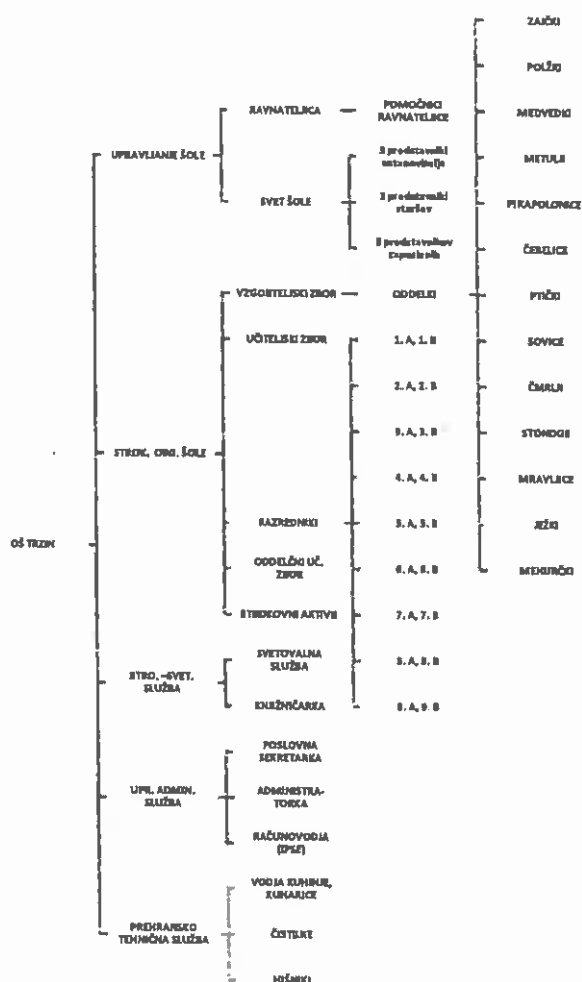 OŠ TRZIN
UPRAVLJANJE ŠOLE
RAVNATELJICA
POMOČNICI
RAVNATELJICE
SVET ŠOLE
3 predstavniki
ustanovitelja
3 predstavniki
staršev
5 predstavnikov
zaposlenih
STROK. ORG. ŠOLE
VZGOJITELJSKI ZBOR
ODDELKI
ZAJČKI
POLŽKI
MEDVEDKI
METULJI
PIKAPOLONICE
ČEBELICE
PTIČKI
SOVICE
ČMRLJI
STONOGE
MRAVLJICE
JEŽKI
MEHURČKI
UČITELJSKI ZBOR
RAZREDNIKI
1. A, 1. B
2. A, 2. B
3. A, 3. B
4. A, 4. B
5. A, 5. B
6. A, 6. B
7. A, 7. B
8. A, 8. B
9. B
ODDELČNI UČ.
ZBOR
STROKOVNI AKTIVI
STRO.-SVET.
SLUŽBA
SVETOVALNA
SLUŽBA
KNJIŽNIČARKA
UPR. ADMIN.
SLUŽBA
POSLOVNA
SEKRETARKA
ADMINISTRA-
TORKA
RAČUNOVODJA
PREHRANSKO
TEHNIČNA SLUŽBA
VODJA KUHINJE,
KUHARICE
ČISTILKE
HIŠNIKI